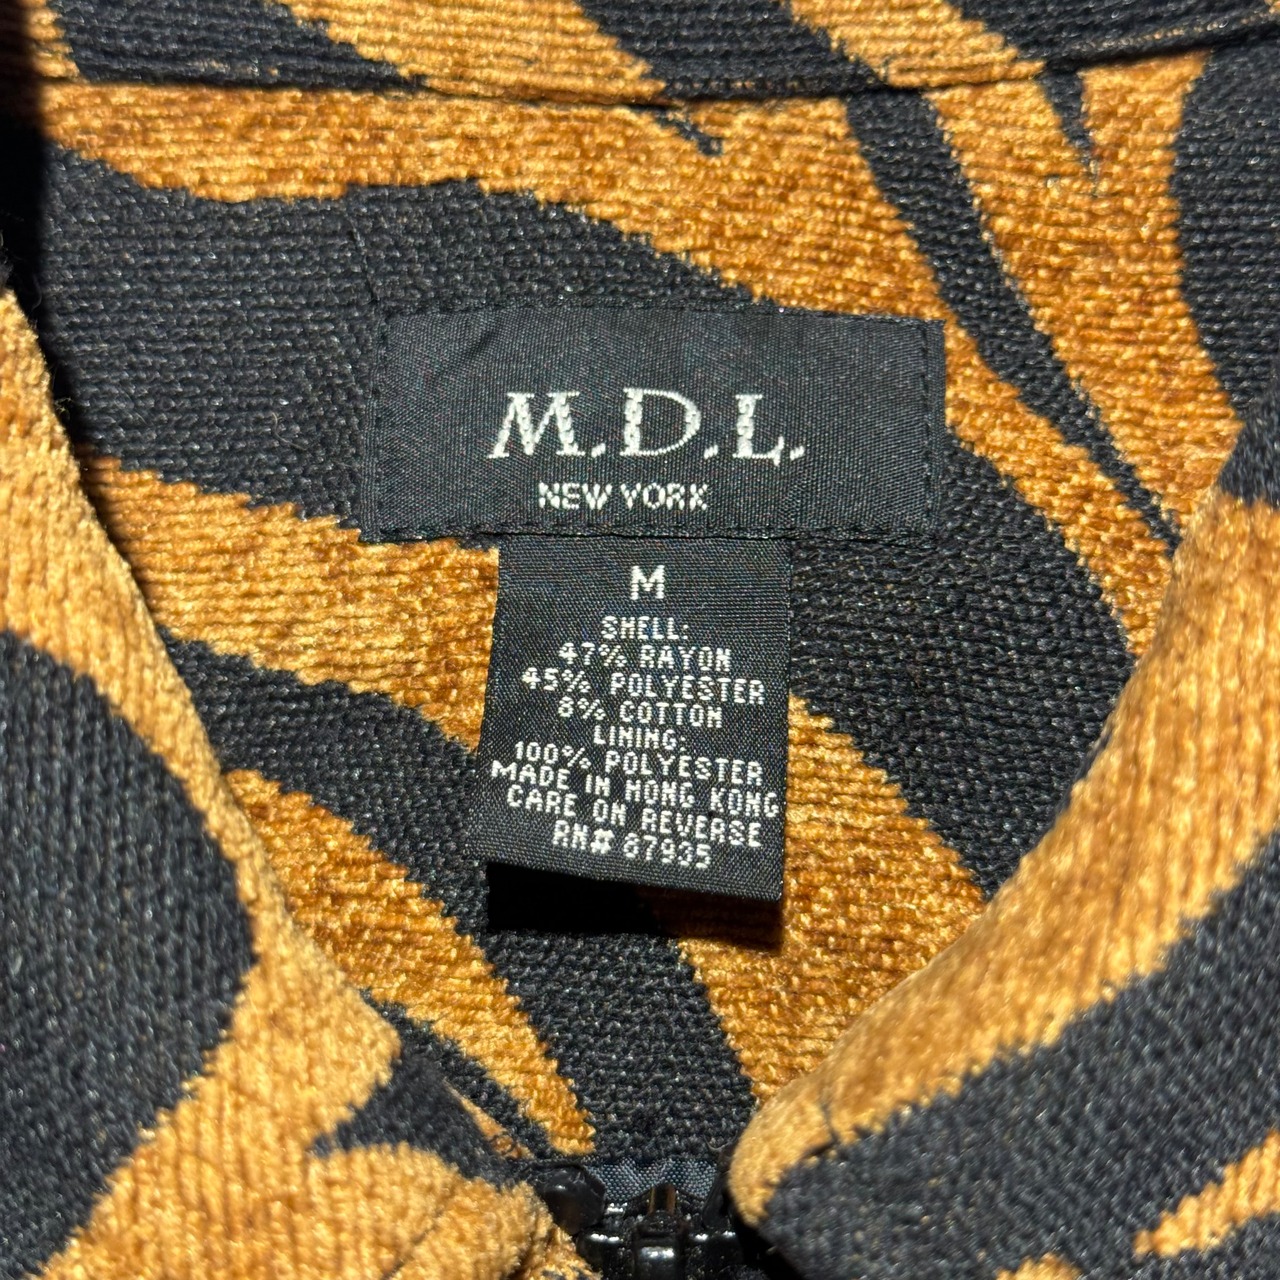 M.D.L.
NEW YORK
M
SHELL:
47% RAYON
45% POLYESTER
8% COTTON
LINING:
100% POLYESTER
MADE IN HONG KONG
CARE ON REVERSE
RN# 87935